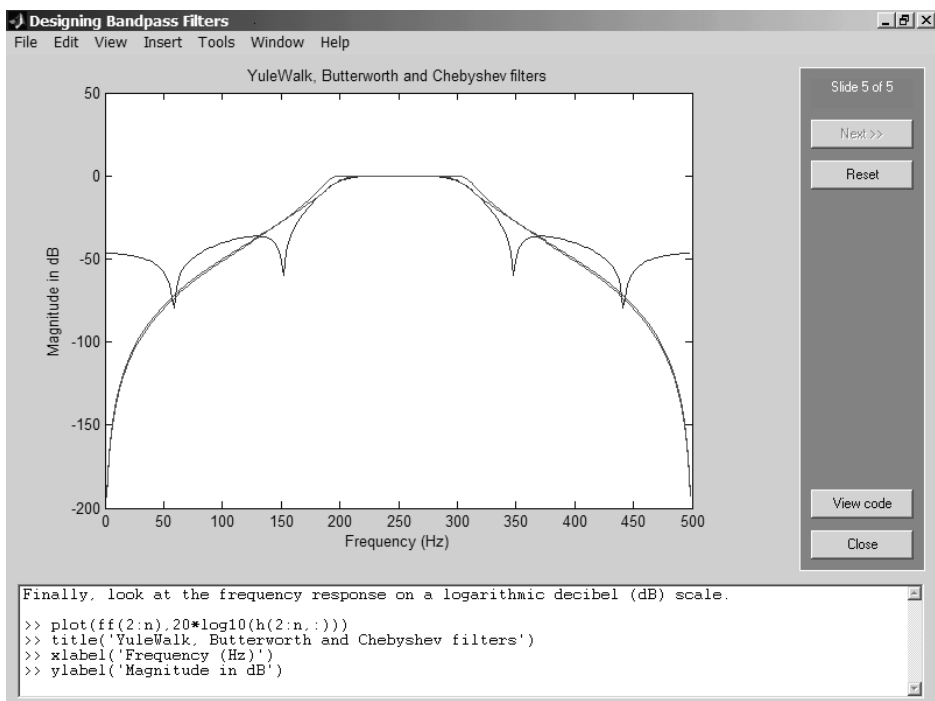 Designing Bandpass Filters
File Edit View Insert Tools Window Help
YuleWalk, Butterworth and Chebyshev filters
50
0
-50
-100
-150
-200
Magnitude in dB
0 50 100 150 200 250 300 350 400 450 500
Frequency (Hz)
Slide 5 of 5
Next >>
Reset
View code
Close
Finally, look at the frequency response on a logarithmic decibel (dB) scale.
>> plot(ff(2:n),20*log10(h(2:n,:)))
>> title('YuleWalk, Butterworth and Chebyshev filters')
>> xlabel('Frequency (Hz)')
>> ylabel('Magnitude in dB')